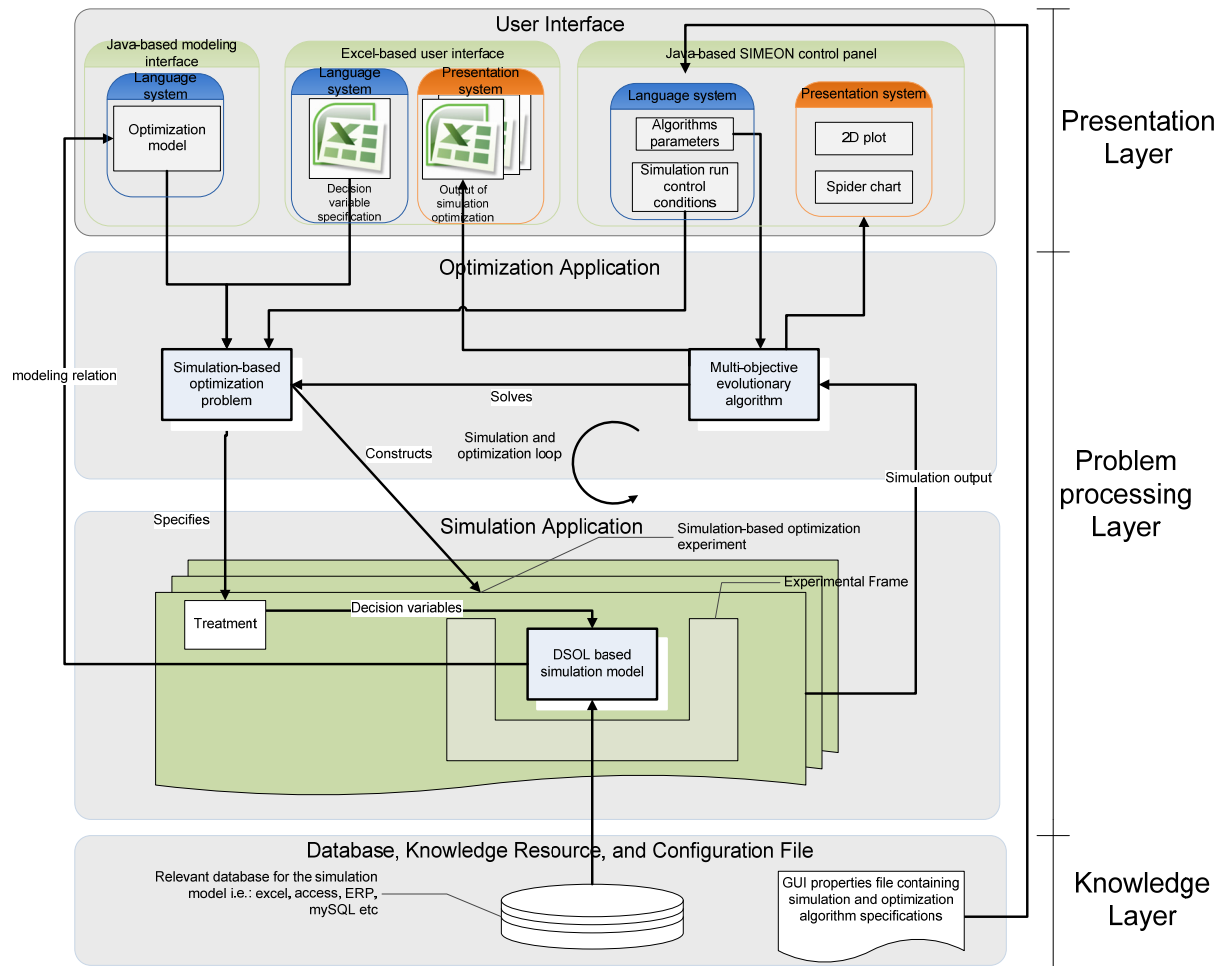 User Interface
Java-based modeling
interface
Language
system
Optimization
model
Excel-based user interface
Language
system
Decision
variable
specification
Presentation
system
Output of
simulation
optimization
Java-based SIMEON control panel
Language system
Algorithms
parameters
Simulation run
control
conditions
Presentation system
2D plot
Spider chart
Presentation
Layer
Optimization Application
Simulation-based
optimization
problem
Multi-objective
evolutionary
algorithm
modeling relation
Solves
Constructs
Simulation and
optimization loop
Simulation output
Specifies
Problem
processing
Layer
Simulation Application
Simulation-based optimization
experiment
Experimental Frame
Treatment
Decision variables
DSOL based
simulation model
Database, Knowledge Resource, and Configuration File
Relevant database for the simulation
model i.e.: excel, access, ERP,
mySQL etc
GUI properties file containing
simulation and optimization
algorithm specifications
Knowledge
Layer